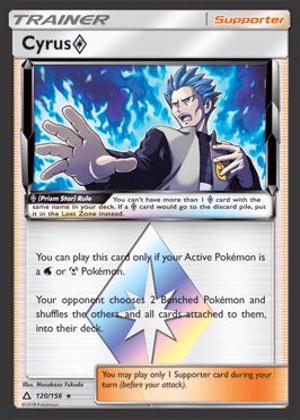 TRAINER
Supporter
Cyrus◇
(Prism Star) Rule You can't have more than 1 ◇ card with the
same name in your deck. If a ◇ card would go to the discard pile, put
it in the Lost Zone instead.
You can play this card only if your Active Pokémon is
a or Pokémon.
Your opponent chooses 2 Benched Pokémon and
shuffles the others, and all cards attached to them,
into their deck.
Illus. Masakazu Fukuda
120/156 ★
©2018 Pokémon
You may play only 1 Supporter card during your
turn (before your attack).